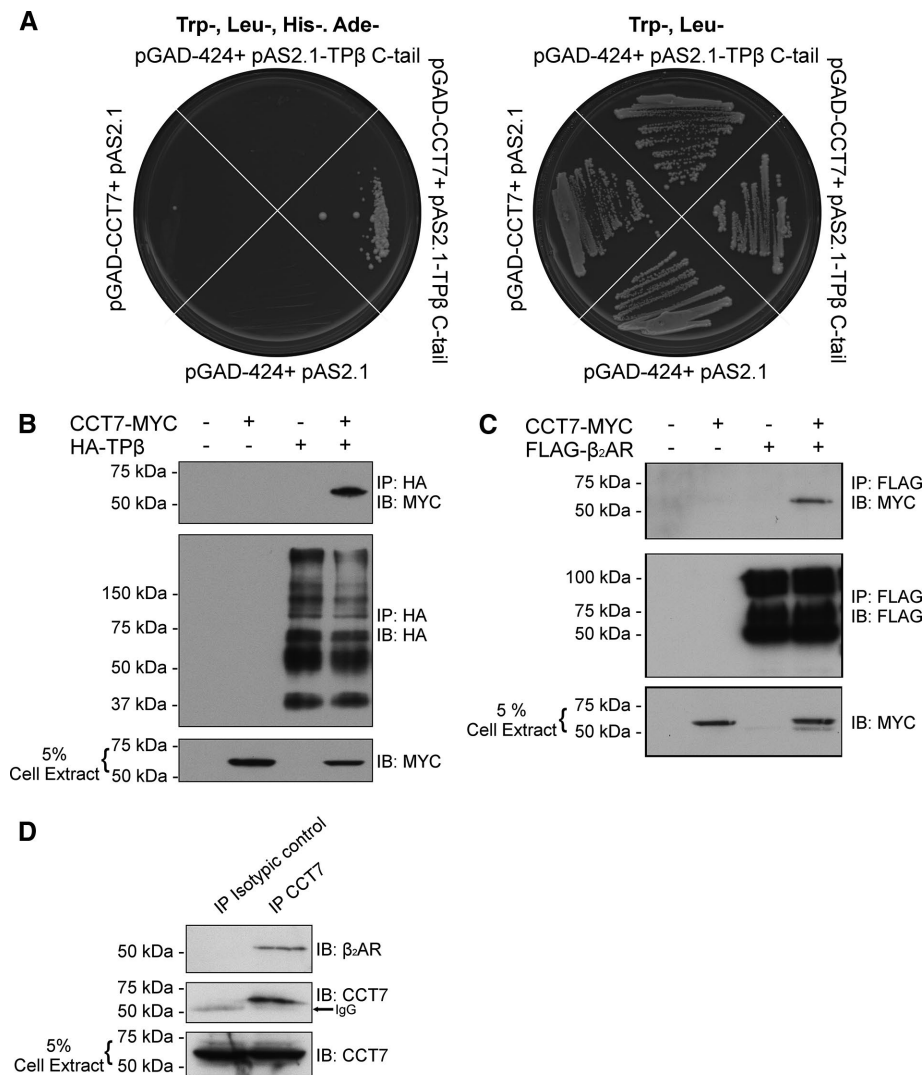 A
Trp-, Leu-, His-. Ade-
pGAD-424+ pAS2.1-TPβ C-tail
pGAD-CCT7+ pAS2.1
pGAD-CCT7+ pAS2.1-TPβ C-tail
pGAD-424+ pAS2.1
Trp-, Leu-
pGAD-424+ pAS2.1-TPβ C-tail
pGAD-CCT7+ pAS2.1
pGAD-CCT7+ pAS2.1-TPβ C-tail
pGAD-424+ pAS2.1
B
CCT7-MYC - + - +
HA-TPβ - - + +
75 kDa -
50 kDa -
IP: HA
IB: MYC
150 kDa -
75 kDa -
50 kDa -
37 kDa -
IP: HA
IB: HA
5%
Cell Extract {
75 kDa -
50 kDa -
IB: MYC
C
CCT7-MYC - + - +
FLAG-β₂AR - - + +
75 kDa -
50 kDa -
IP: FLAG
IB: MYC
100 kDa -
75 kDa -
50 kDa -
IP: FLAG
IB: FLAG
5 %
Cell Extract {
75 kDa -
50 kDa -
IB: MYC
D
IP Isotypic control
IP CCT7
50 kDa -
IB: β₂AR
75 kDa -
50 kDa -
IB: CCT7
IgG
5%
Cell Extract {
75 kDa -
50 kDa -
IB: CCT7